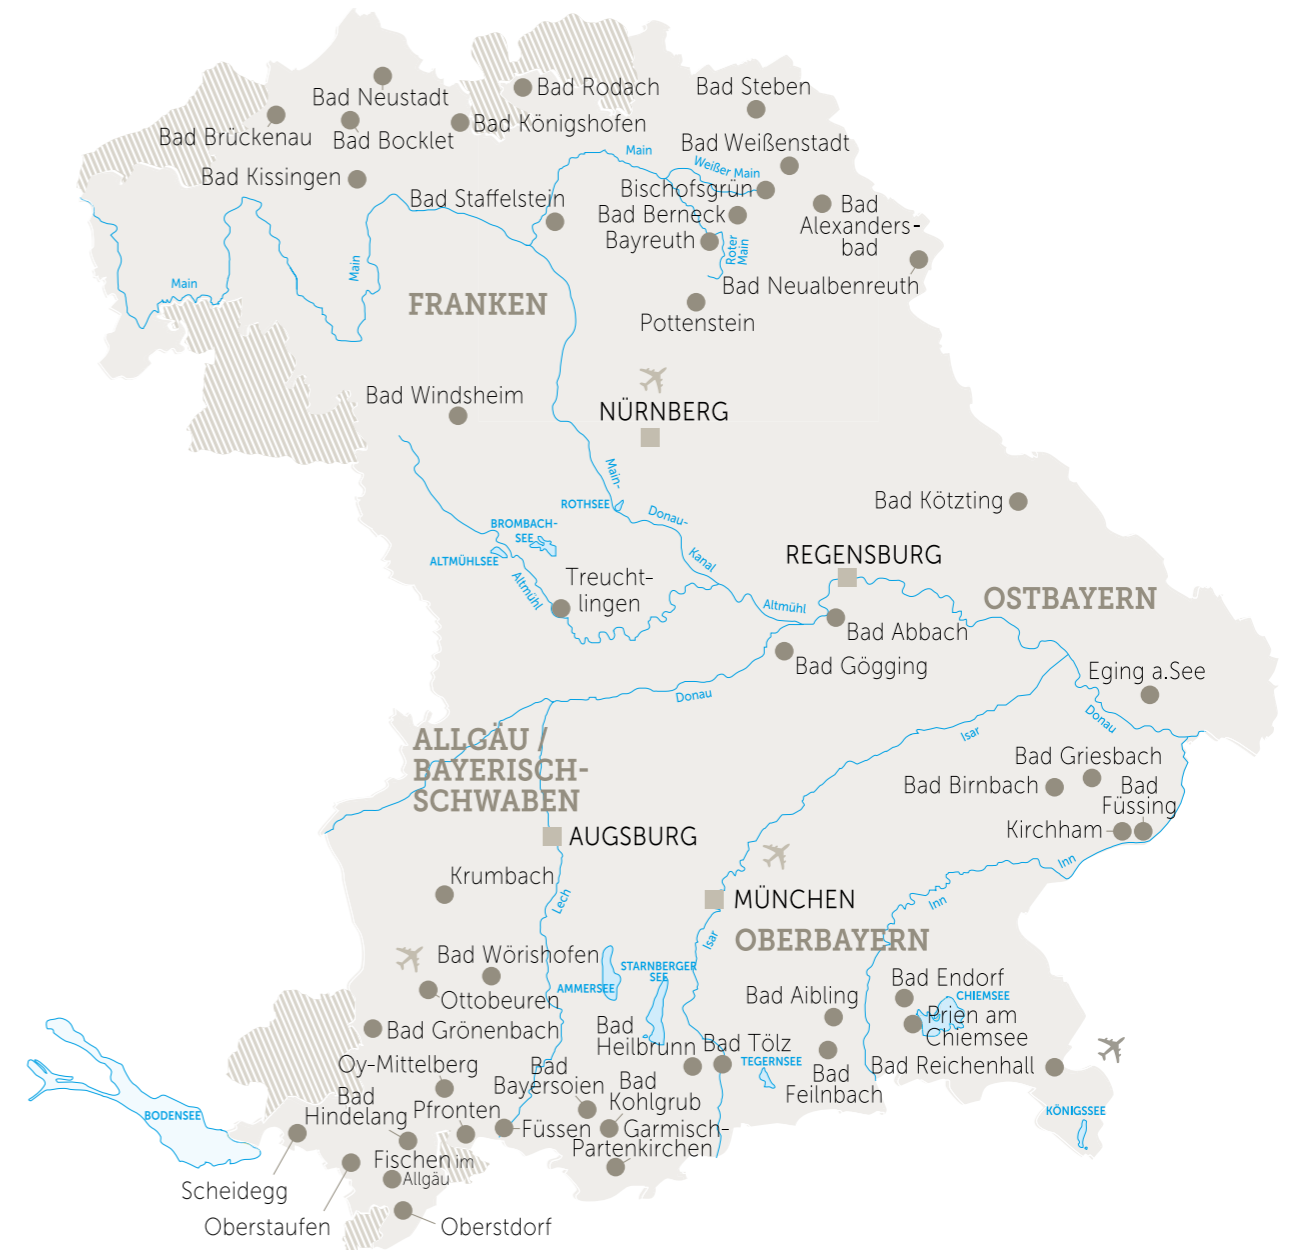 Bad Neustadt
Bad Rodach
Bad Steben
Bad Brückenau
Bad Bocklet
Bad Königshofen
Bad Weißenstadt
Main
Weißer Main
Bad Kissingen
Bad Staffelstein
Bischofsgrün
Bad Berneck
Bayreuth
Bad
Alexanders-
bad
Roter
Main
Main
Main
Bad Neualbenreuth
FRANKEN
Pottenstein
Bad Windsheim
NÜRNBERG
Main-
Donau-
Kanal
ROTHSEE
BROMBACH-
SEE
ALTMÜHLSEE
Altmühl
Bad Kötzting
REGENSBURG
Treucht-
lingen
Altmühl
OSTBAYERN
Bad Abbach
Bad Gögging
Eging a.See
Donau
Donau
Isar
ALLGÄU /
BAYERISCH-
SCHWABEN
Bad Griesbach
Bad Birnbach
Bad
Füssing
Kirchham
AUGSBURG
Inn
Krumbach
Lech
MÜNCHEN
Inn
Isar
OBERBAYERN
Bad Wörishofen
STARNBERGER
SEE
AMMERSEE
Ottobeuren
Bad Endorf
CHIEMSEE
Bad Aibling
Prien am
Chiemsee
Bad Grönenbach
Bad
Heilbrunn
Bad Tölz
TEGERNSEE
Bad Reichenhall
Oy-Mittelberg
Bad
Bayersoien
Bad
Kohlgrub
Bad
Feilnbach
BODENSEE
Bad
Hindelang
Pfronten
Füssen
Garmisch-
Partenkirchen
KÖNIGSSEE
Fischen im
Allgäu
Scheidegg
Oberstaufen
Oberstdorf